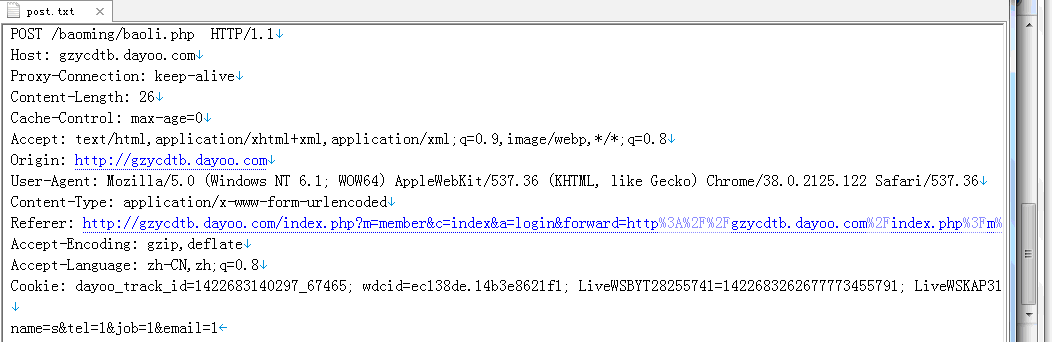 post.txt
POST /baoming/baoli.php  HTTP/1.1
Host: gzycdtb.dayoo.com
Proxy-Connection: keep-alive
Content-Length: 26
Cache-Control: max-age=0
Accept: text/html,application/xhtml+xml,application/xml;q=0.9,image/webp,*/*;q=0.8
Origin: http://gzycdtb.dayoo.com
User-Agent: Mozilla/5.0 (Windows NT 6.1; WOW64) AppleWebKit/537.36 (KHTML, like Gecko) Chrome/38.0.2125.122 Safari/537.36
Content-Type: application/x-www-form-urlencoded
Referer: http://gzycdtb.dayoo.com/index.php?m=member&c=index&a=login&forward=http%3A%2F%2Fgzycdtb.dayoo.com%2Findex.php%3Fm%
Accept-Encoding: gzip,deflate
Accept-Language: zh-CN,zh;q=0.8
Cookie: dayoo_track_id=1422683140297_67465; wdcid=ec138de.14b3e8621f1; LiveWSBYT28255741=1422683262677773455791; LiveWSKAP31
name=s&tel=1&job=1&email=1